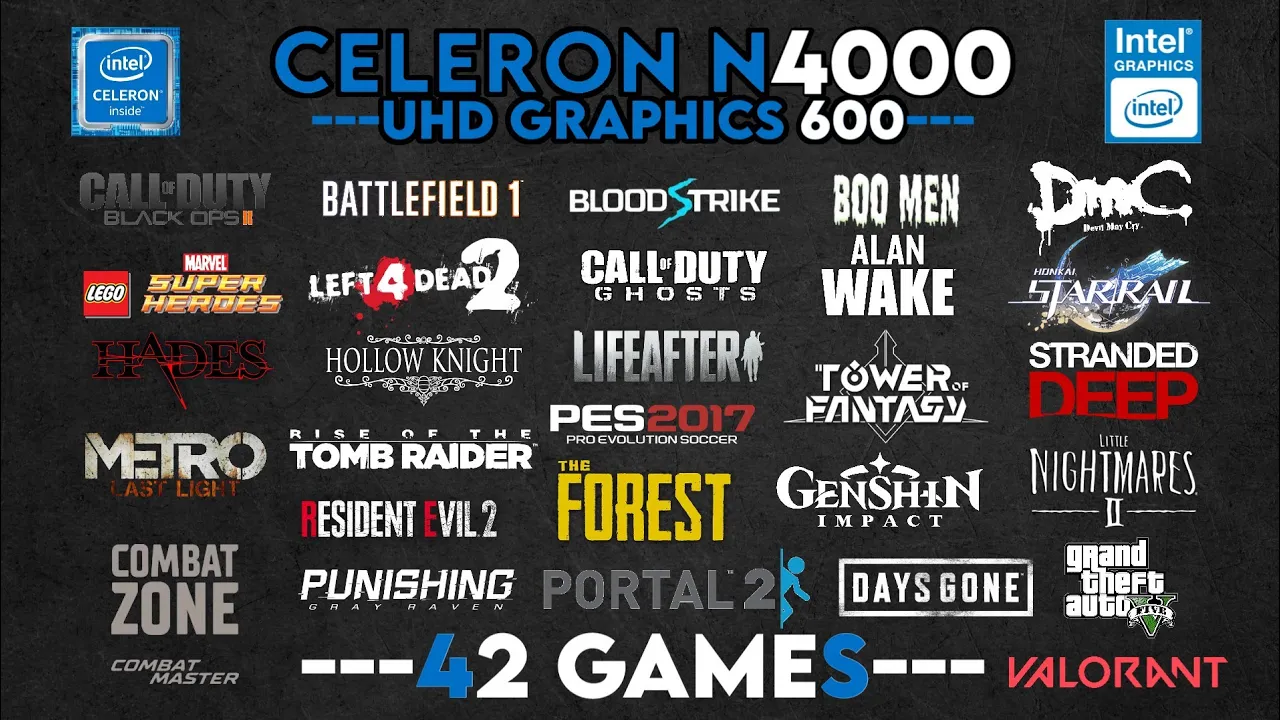 intel
CELERON®
inside™
CELERON N4000
---UHD GRAPHICS 600---
Intel®
GRAPHICS
intel
CALL OF DUTY
BLACK OPS III
BATTLEFIELD 1
BLOODSTRIKE
BOO MEN
DmC
Devil May Cry
LEGO
MARVEL
SUPER
HEROES
LEFT 4 DEAD 2
CALL OF DUTY
GHOSTS
ALAN
WAKE
HONKAI
STAR RAIL
HADES
HOLLOW KNIGHT
LIFEAFTER
TOWER OF
FANTASY
STRANDED
DEEP
METRO
LAST LIGHT
RISE OF THE
TOMB RAIDER™
PES2017
PRO EVOLUTION SOCCER
THE
FOREST
GENSHIN
IMPACT
LITTLE
NIGHTMARES
II
RESIDENT EVIL 2
COMBAT
ZONE
PUNISHING
GRAY RAVEN
PORTAL™ 2
DAYS GONE
grand
theft
auto
FIVE
COMBAT
MASTER
---42 GAMES---
VALORANT